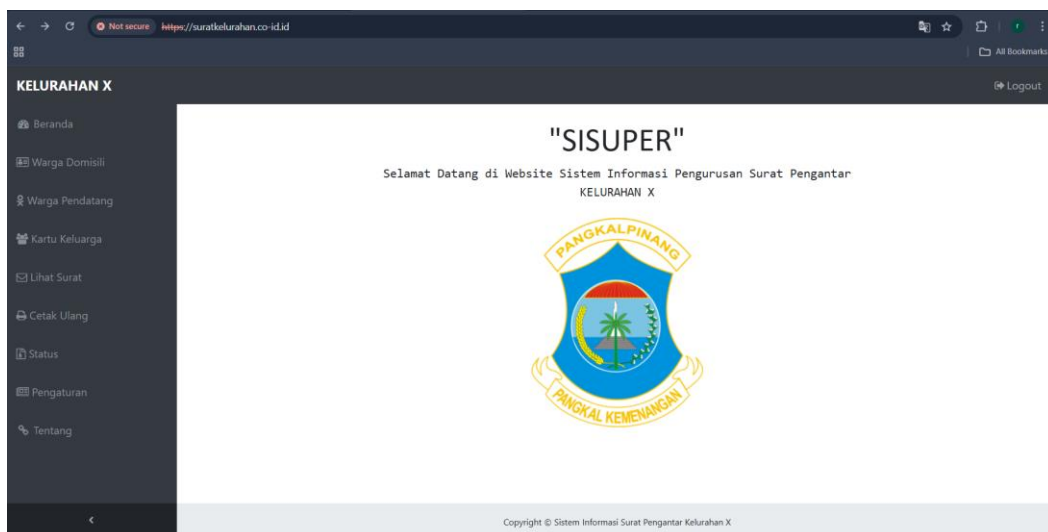 Not secure https://suratkelurahan.co-id.id
All Bookmarks
KELURAHAN X
Logout
Beranda
Warga Domisili
Warga Pendatang
Kartu Keluarga
Lihat Surat
Cetak Ulang
Status
Pengaturan
Tentang
"SISUPER"
Selamat Datang di Website Sistem Informasi Pengurusan Surat Pengantar
KELURAHAN X
PANGKALPINANG
PANGKAL KEMENANGAN
Copyright © Sistem Informasi Surat Pengantar Kelurahan X